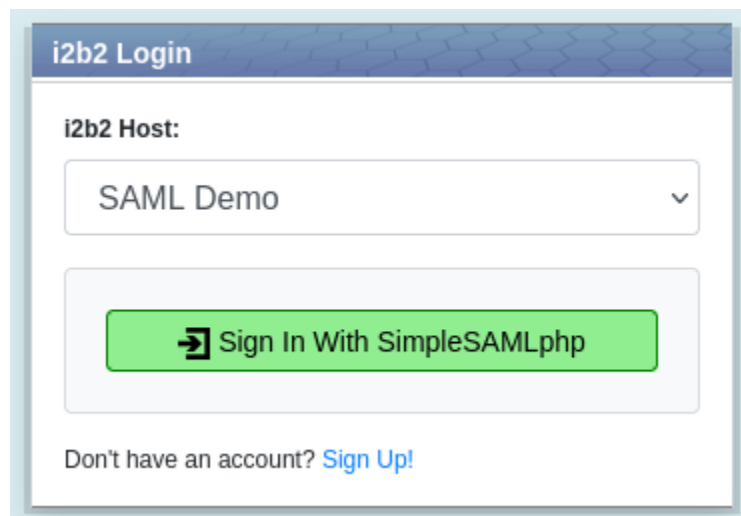 i2b2 Login
i2b2 Host:
SAML Demo
Sign In With SimpleSAMLphp
Don't have an account? Sign Up!